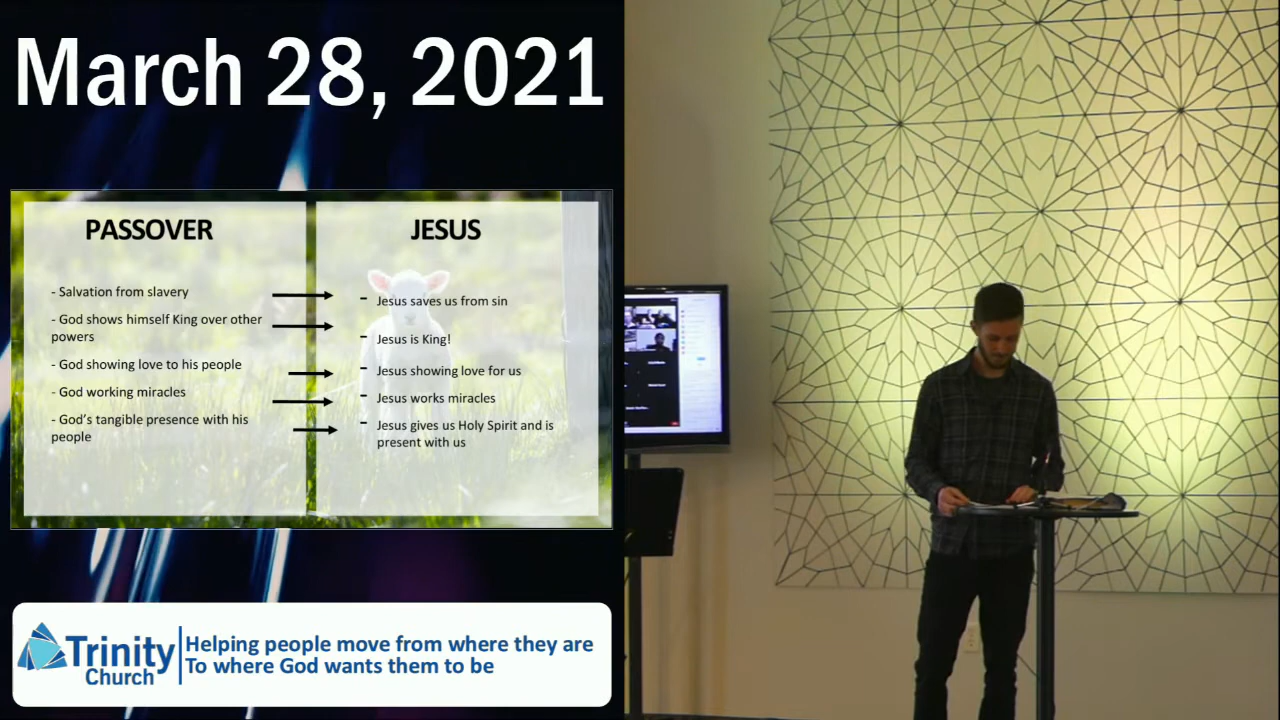 March 28, 2021
PASSOVER
- Salvation from slavery
- God shows himself King over other
powers
- God showing love to his people
- God working miracles
- God's tangible presence with his
people
JESUS
- Jesus saves us from sin
- Jesus is King!
- Jesus showing love for us
- Jesus works miracles
- Jesus gives us Holy Spirit and is
present with us
Trinity
Church
Helping people move from where they are
To where God wants them to be